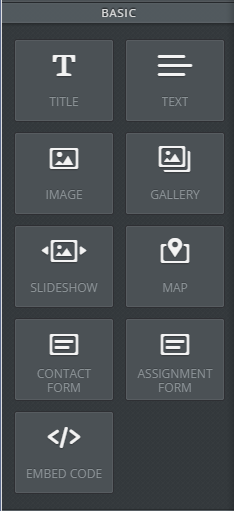 BASIC
TITLE
TEXT
IMAGE
GALLERY
SLIDESHOW
MAP
CONTACT
FORM
ASSIGNMENT
FORM
EMBED CODE